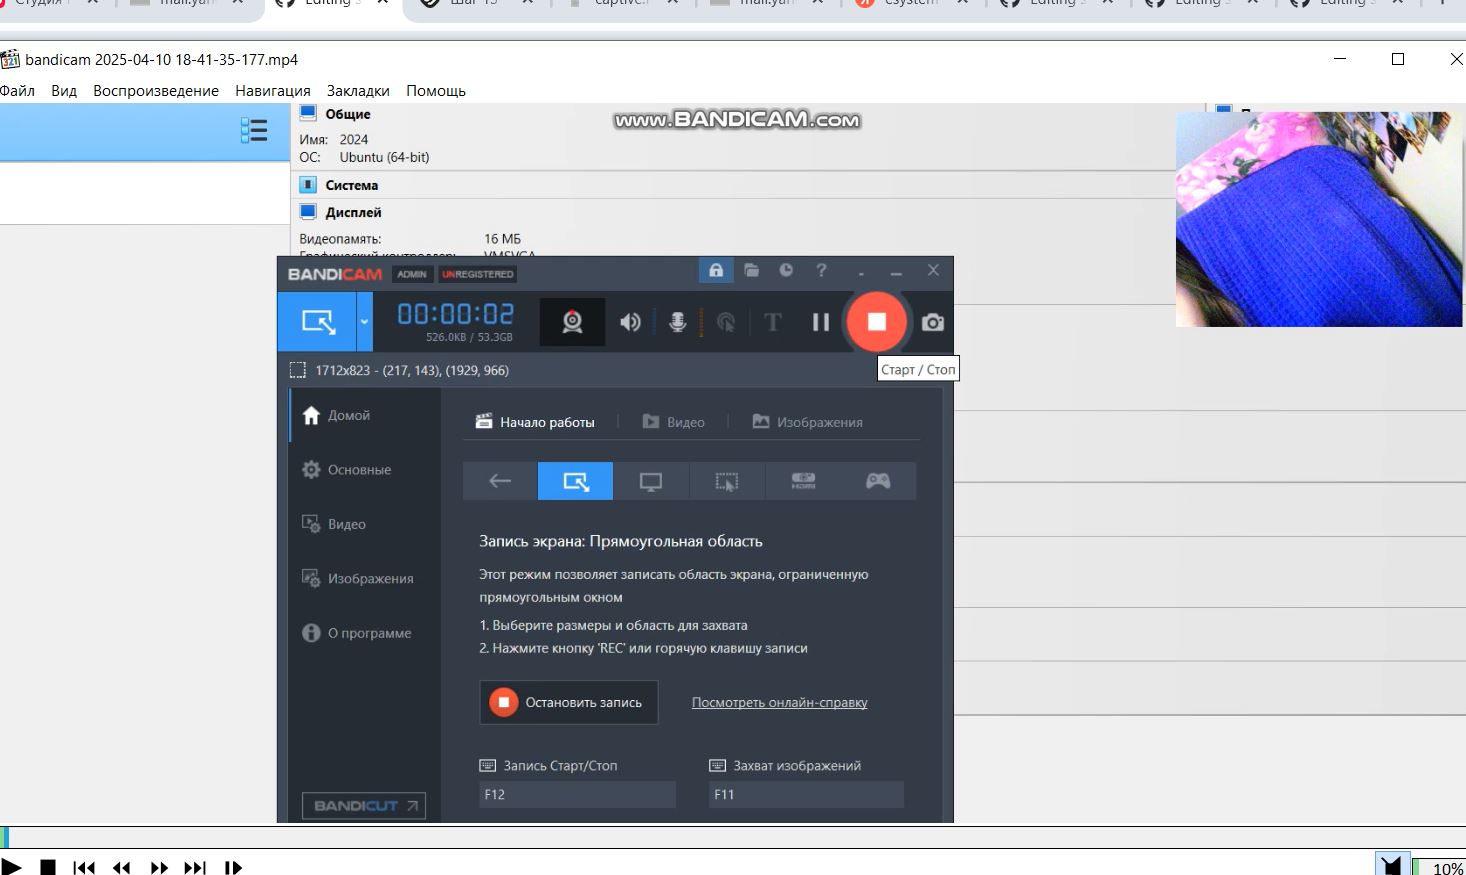 Студия
mail.yan
Editing s
Шаг 15
captive.r
mail.yan
csystem
Editing s
Editing s
Editing s
bandicam 2025-04-10 18-41-35-177.mp4
Файл Вид Воспроизведение Навигация Закладки Помощь
Общие
www.BANDICAM.com
Имя: 2024
ОС: Ubuntu (64-bit)
Система
Дисплей
Видеопамять: 16 МБ
Графический контроллер: VMSVGA
BANDICAM ADMIN UNREGISTERED
00:00:02
526.0KB / 53.3GB
1712x823 - (217, 143), (1929, 966)
Старт / Стоп
Домой
Начало работы Видео Изображения
Основные
HDMI
Видео
Запись экрана: Прямоугольная область
Этот режим позволяет записать область экрана, ограниченную
прямоугольным окном
Изображения
1. Выберите размеры и область для захвата
О программе
2. Нажмите кнопку 'REC' или горячую клавишу записи
Остановить запись Посмотреть онлайн-справку
Запись Старт/Стоп Захват изображений
F12 F11
BANDICUT
10%